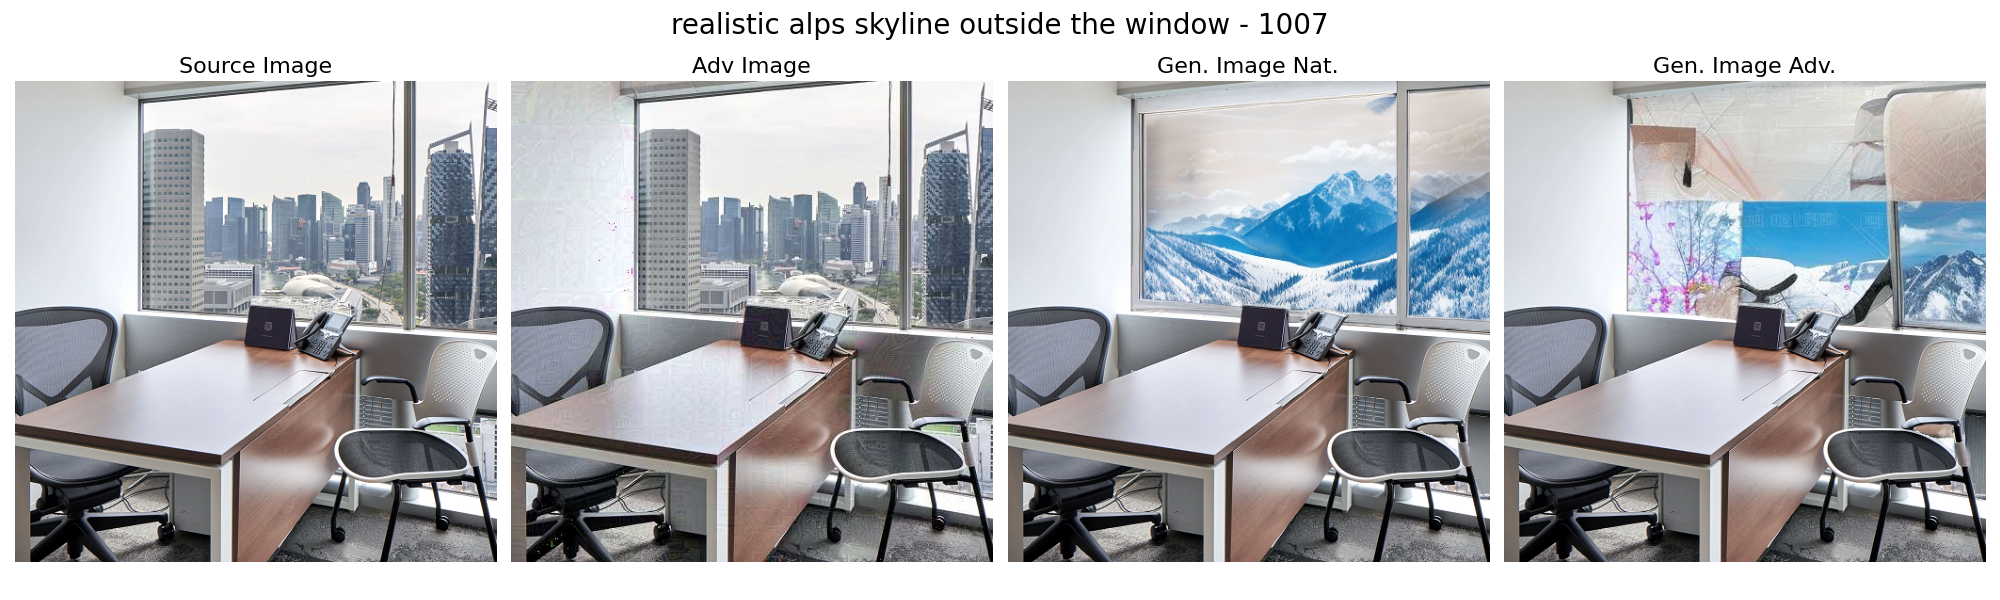 realistic alps skyline outside the window - 1007
Source Image
Adv Image
Gen. Image Nat.
Gen. Image Adv.